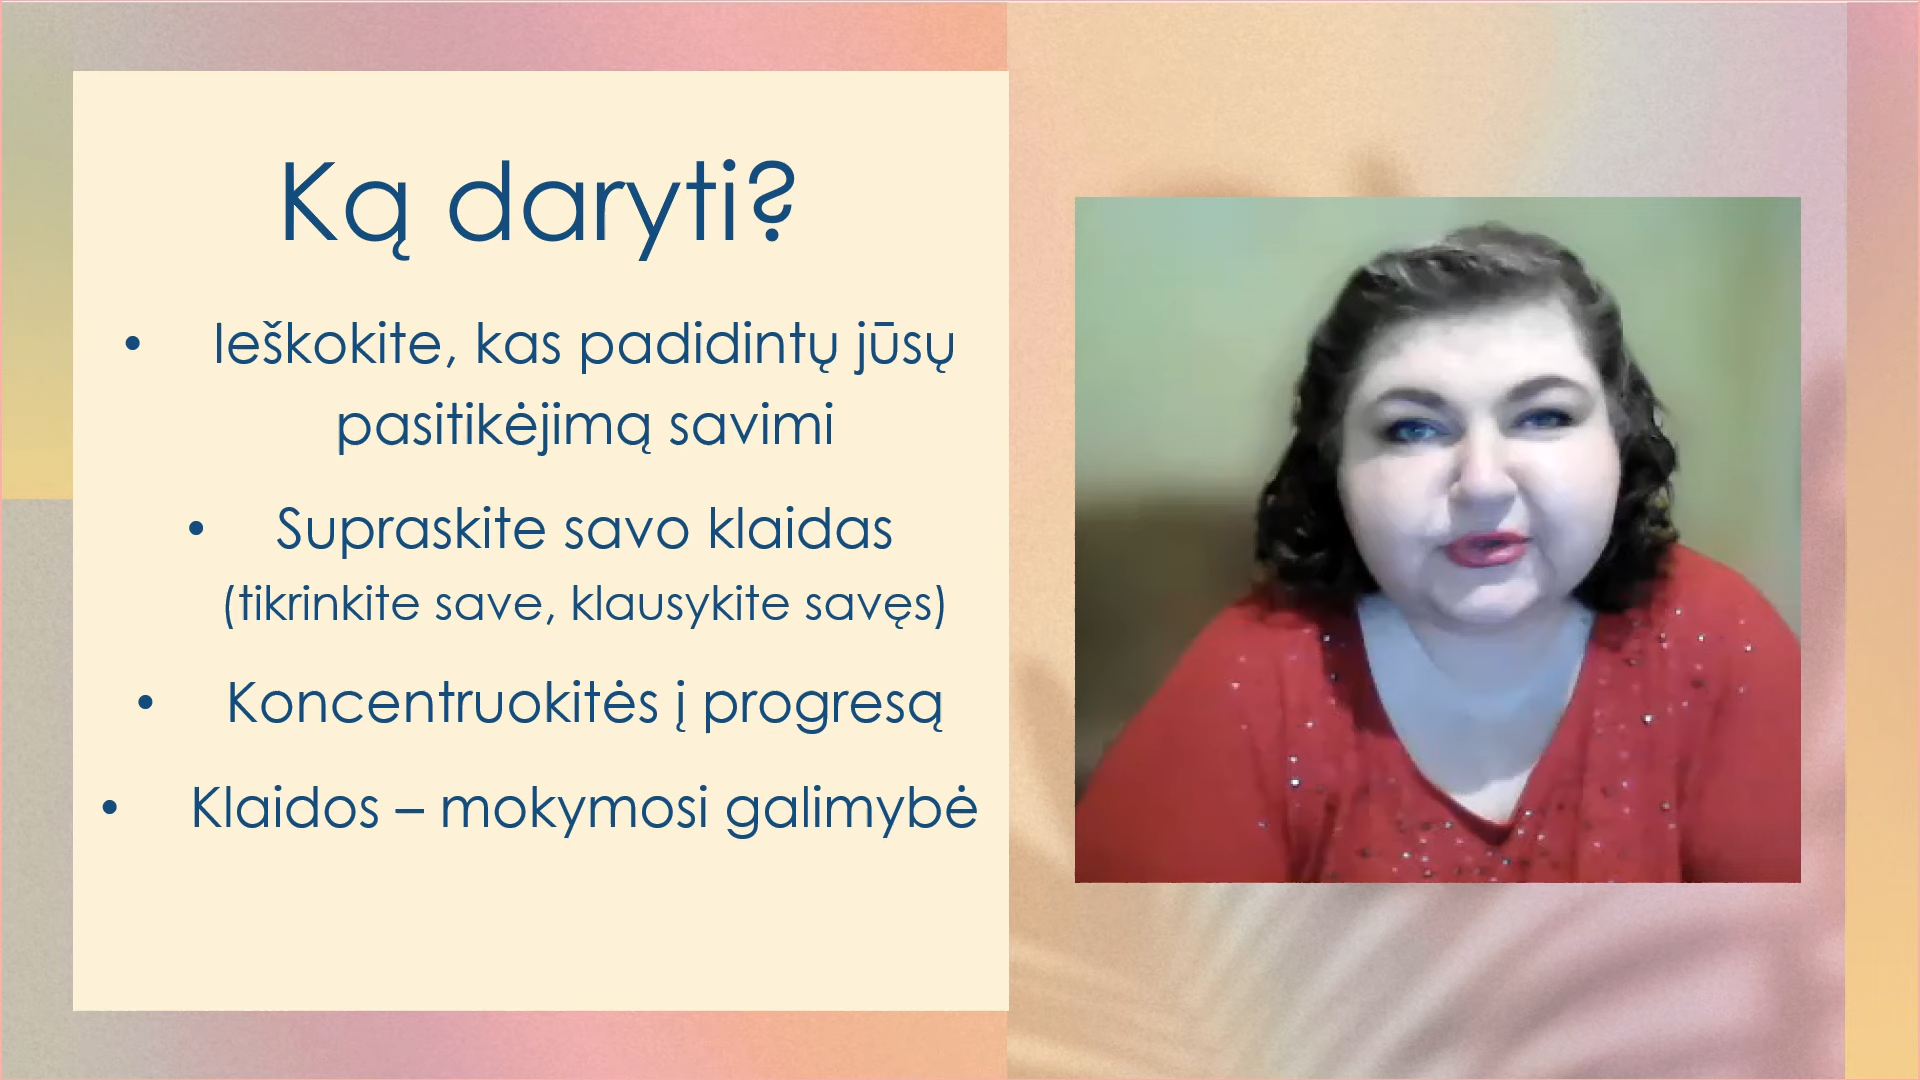 Ką daryti?
• Ieškokite, kas padidintų jūsų
pasitikėjimą savimi
• Supraskite savo klaidas
(tikrinkite save, klausykite savęs)
• Koncentruokitės į progresą
• Klaidos – mokymosi galimybė